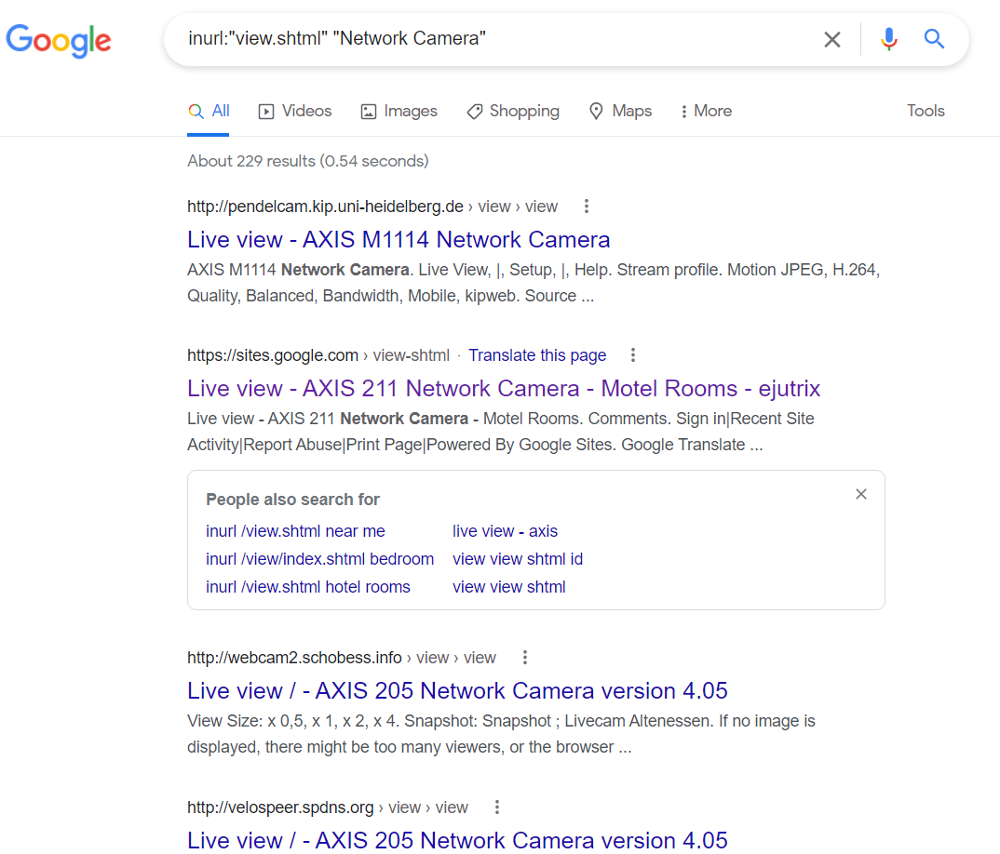 Google
inurl:"view.shtml" "Network Camera"
All Videos Images Shopping Maps More Tools
About 229 results (0.54 seconds)
http://pendelcam.kip.uni-heidelberg.de › view › view
Live view - AXIS M1114 Network Camera
AXIS M1114 Network Camera. Live View, |, Setup, |, Help. Stream profile. Motion JPEG, H.264,
Quality, Balanced, Bandwidth, Mobile, kipweb. Source ...
https://sites.google.com › view-shtml · Translate this page
Live view - AXIS 211 Network Camera - Motel Rooms - ejutrix
Live view - AXIS 211 Network Camera - Motel Rooms. Comments. Sign in|Recent Site
Activity|Report Abuse|Print Page|Powered By Google Sites. Google Translate ...
People also search for
inurl /view.shtml near me live view - axis
inurl /view/index.shtml bedroom view view shtml id
inurl /view.shtml hotel rooms view view shtml
http://webcam2.schobess.info › view › view
Live view / - AXIS 205 Network Camera version 4.05
View Size: x 0,5, x 1, x 2, x 4. Snapshot: Snapshot ; Livecam Altenessen. If no image is
displayed, there might be too many viewers, or the browser ...
http://velospeer.spdns.org › view › view
Live view / - AXIS 205 Network Camera version 4.05